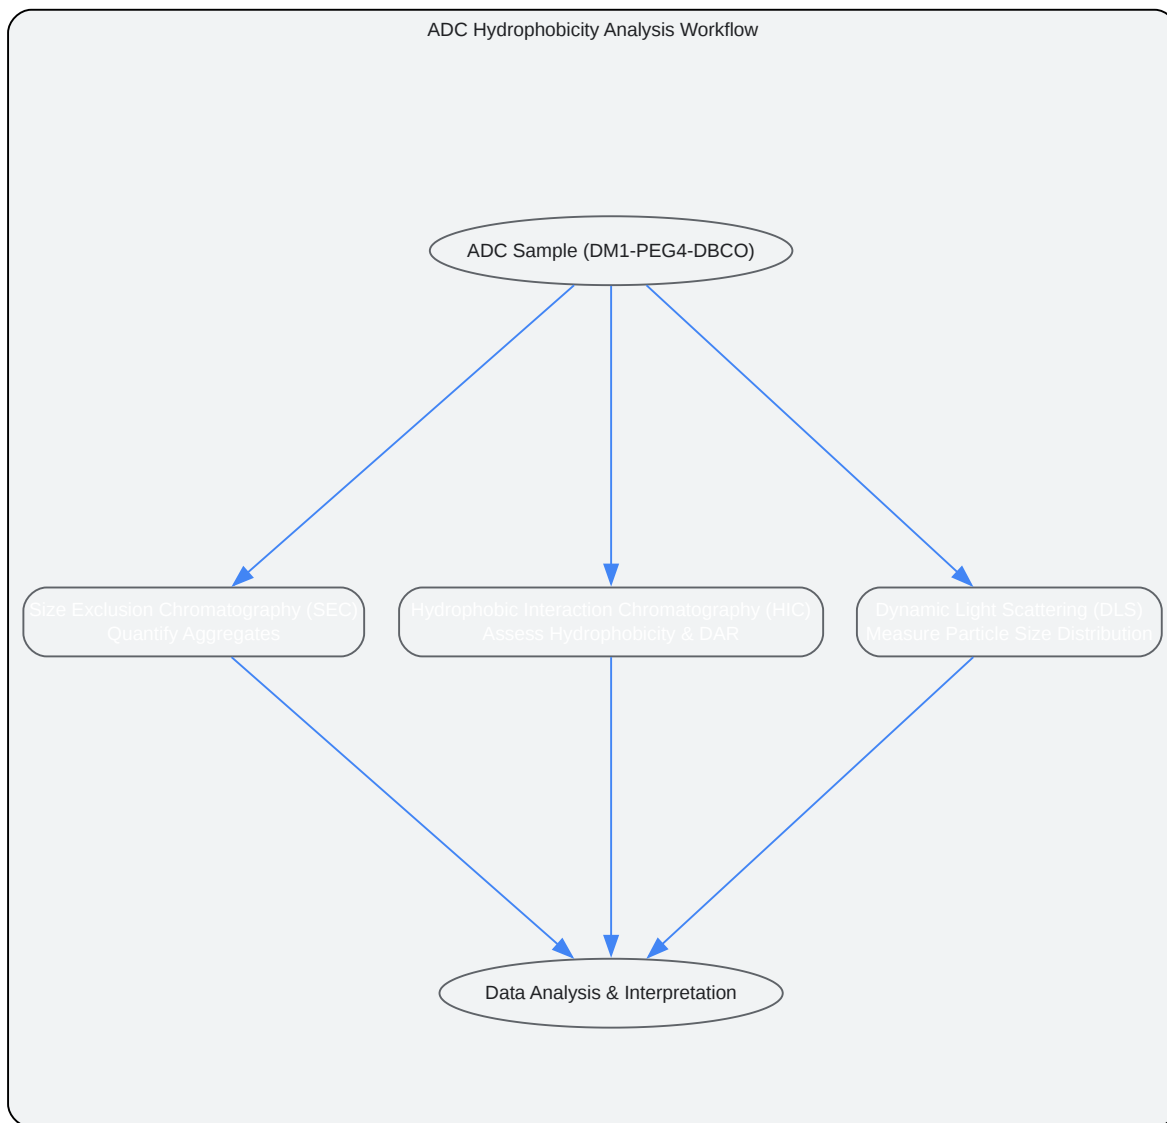 ADC Hydrophobicity Analysis Workflow
ADC Sample (DM1-PEG4-DBCO)
Size Exclusion Chromatography (SEC)
Quantify Aggregates
Hydrophobic Interaction Chromatography (HIC)
Assess Hydrophobicity & DAR
Dynamic Light Scattering (DLS)
Measure Particle Size Distribution
Data Analysis & Interpretation